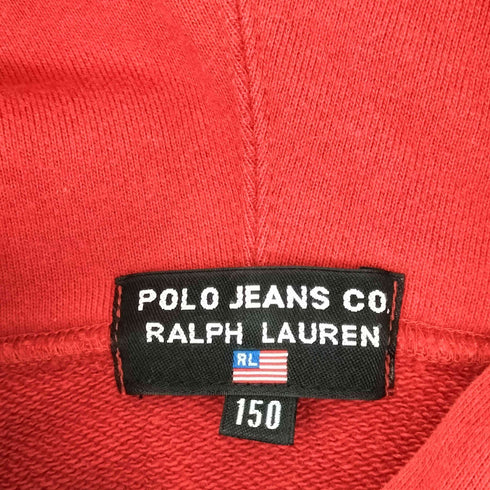 POLO JEANS CO.
RALPH LAUREN
RL
150